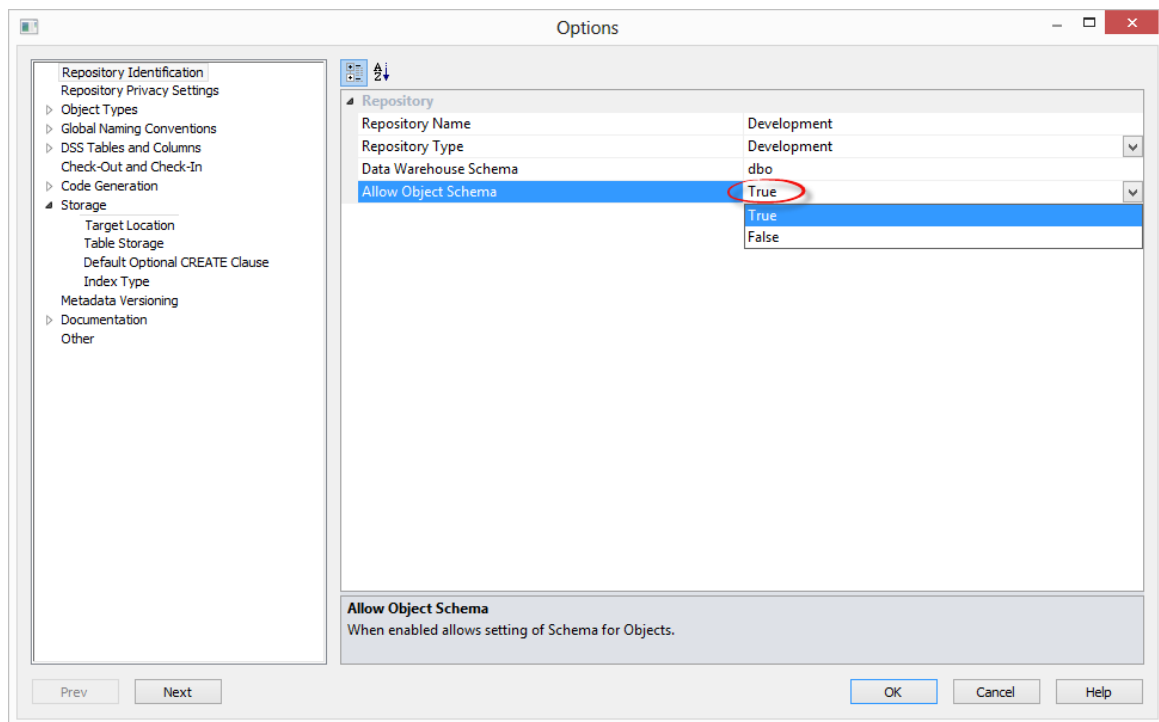 Options
Repository Identification
Repository Privacy Settings
Object Types
Global Naming Conventions
DSS Tables and Columns
Check-Out and Check-In
Code Generation
Storage
Target Location
Table Storage
Default Optional CREATE Clause
Index Type
Metadata Versioning
Documentation
Other
Repository
Repository Name Development
Repository Type Development
Data Warehouse Schema dbo
Allow Object Schema True
True
False
Allow Object Schema
When enabled allows setting of Schema for Objects.
Prev Next OK Cancel Help